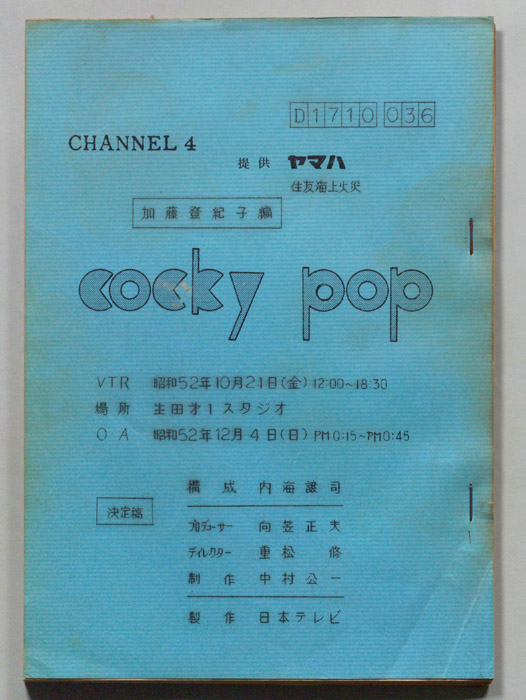 D1710 036
CHANNEL 4
提供 ヤマハ
住友海上火災
加藤登紀子編
cocky pop
VTR 昭和52年10月21日(金) 12:00~18:30
場所 生田才1スタジオ
OA 昭和52年12月4日(日) PM0:15~PM0:45
構成 内海譲司
決定稿
プロデューサー 向笠正夫
ディレクター 重松 修
制作 中村公一
製作 日本テレビ